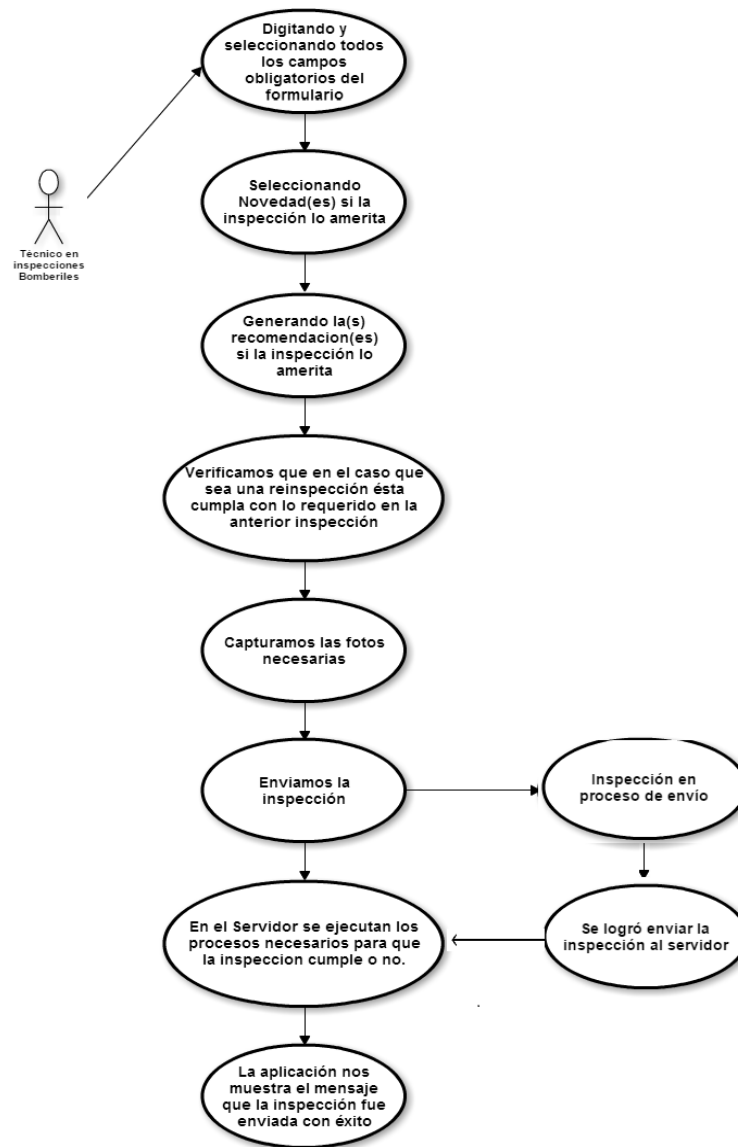 Digitando y
seleccionando todos
los campos
obligatorios del
formulario
Técnico en
inspecciones
Bomberiles
Seleccionando
Novedad(es) si la
inspección lo amerita
Generando la(s)
recomendacion(es)
si la inspección lo
amerita
Verificamos que en el caso que
sea una reinspección ésta
cumpla con lo requerido en la
anterior inspección
Capturamos las fotos
necesarias
Enviamos la
inspección
Inspección en
proceso de envío
En el Servidor se ejecutan los
procesos necesarios para que
la inspeccion cumple o no.
Se logró enviar la
inspección al servidor
La aplicación nos
muestra el mensaje
que la inspección fue
enviada con éxito